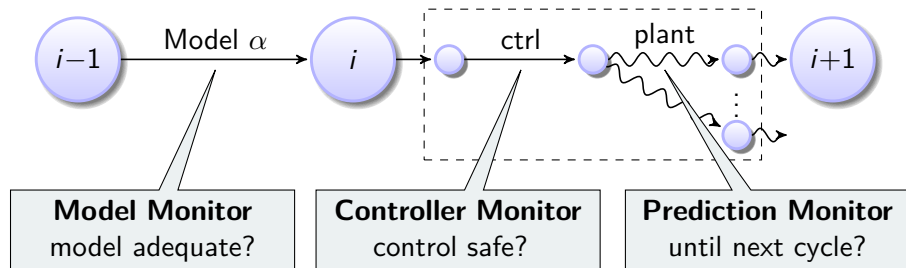 Model α
ctrl
plant
i−1
i
i+1
Model Monitor
model adequate?
Controller Monitor
control safe?
Prediction Monitor
until next cycle?